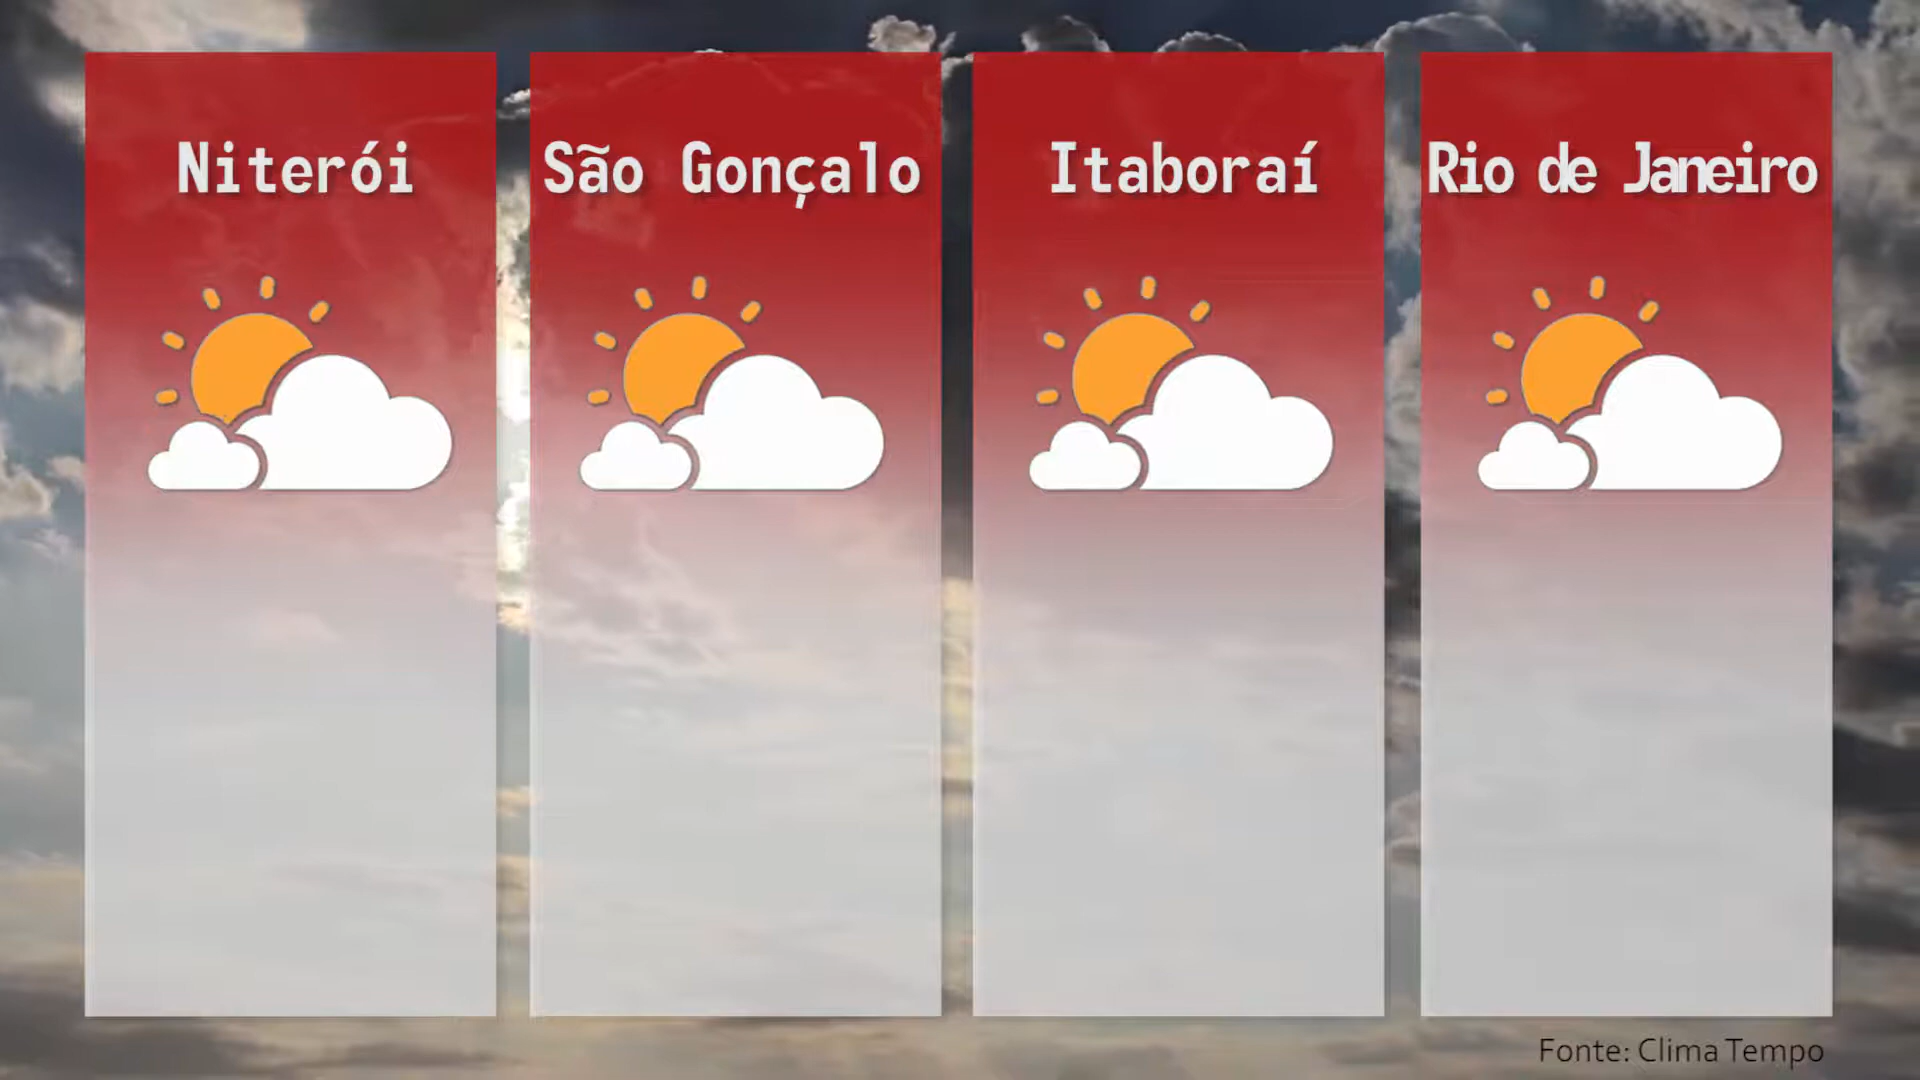 Niterói
São Gonçalo
Itaboraí
Rio de Janeiro
Fonte: Clima Tempo